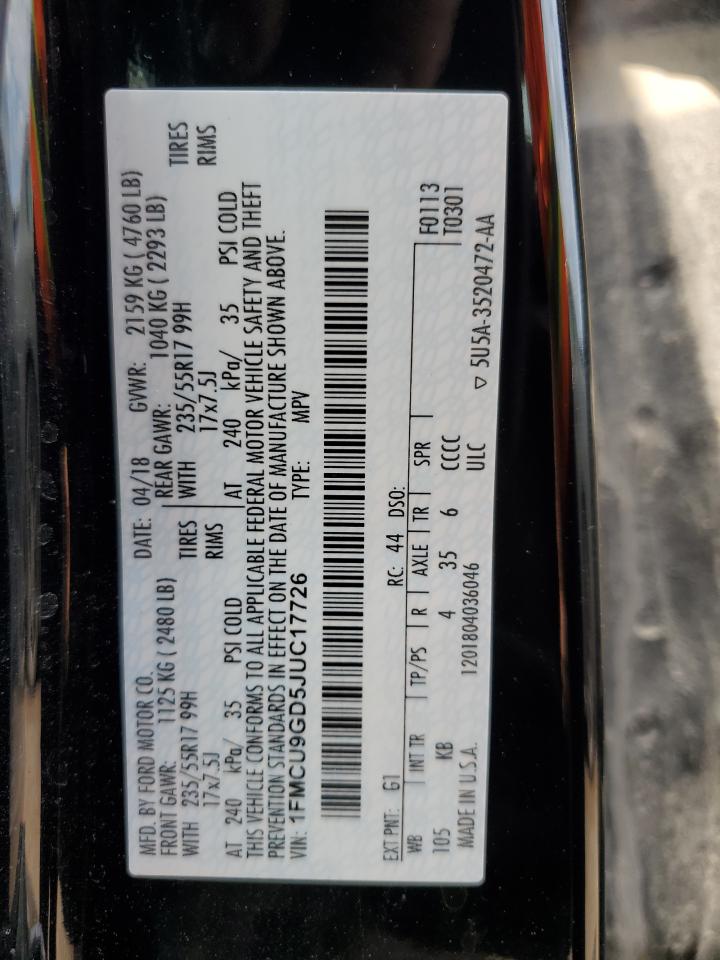 MFD. BY FORD MOTOR CO. DATE: 04/18 GVWR: 2159 KG ( 4760 LB)
FRONT GAWR: 1125 KG ( 2480 LB) REAR GAWR: 1040 KG ( 2293 LB)
WITH 235/55R17 99H TIRES WITH 235/55R17 99H TIRES
17x7.5J RIMS 17x7.5J RIMS
AT 240 kPa/ 35 PSI COLD AT 240 kPa/ 35 PSI COLD
THIS VEHICLE CONFORMS TO ALL APPLICABLE FEDERAL MOTOR VEHICLE SAFETY AND THEFT
PREVENTION STANDARDS IN EFFECT ON THE DATE OF MANUFACTURE SHOWN ABOVE.
VIN: 1FMCU9GD5JUC17726 TYPE: MPV
EXT PNT: G1 RC: 44 DSO:
WB INT TR TP/PS R AXLE TR SPR F0113
105 KB 4 35 6 CCCC T0301
MADE IN U.S.A. 1201804036046 ULC ▽ 5U5A-3520472-AA